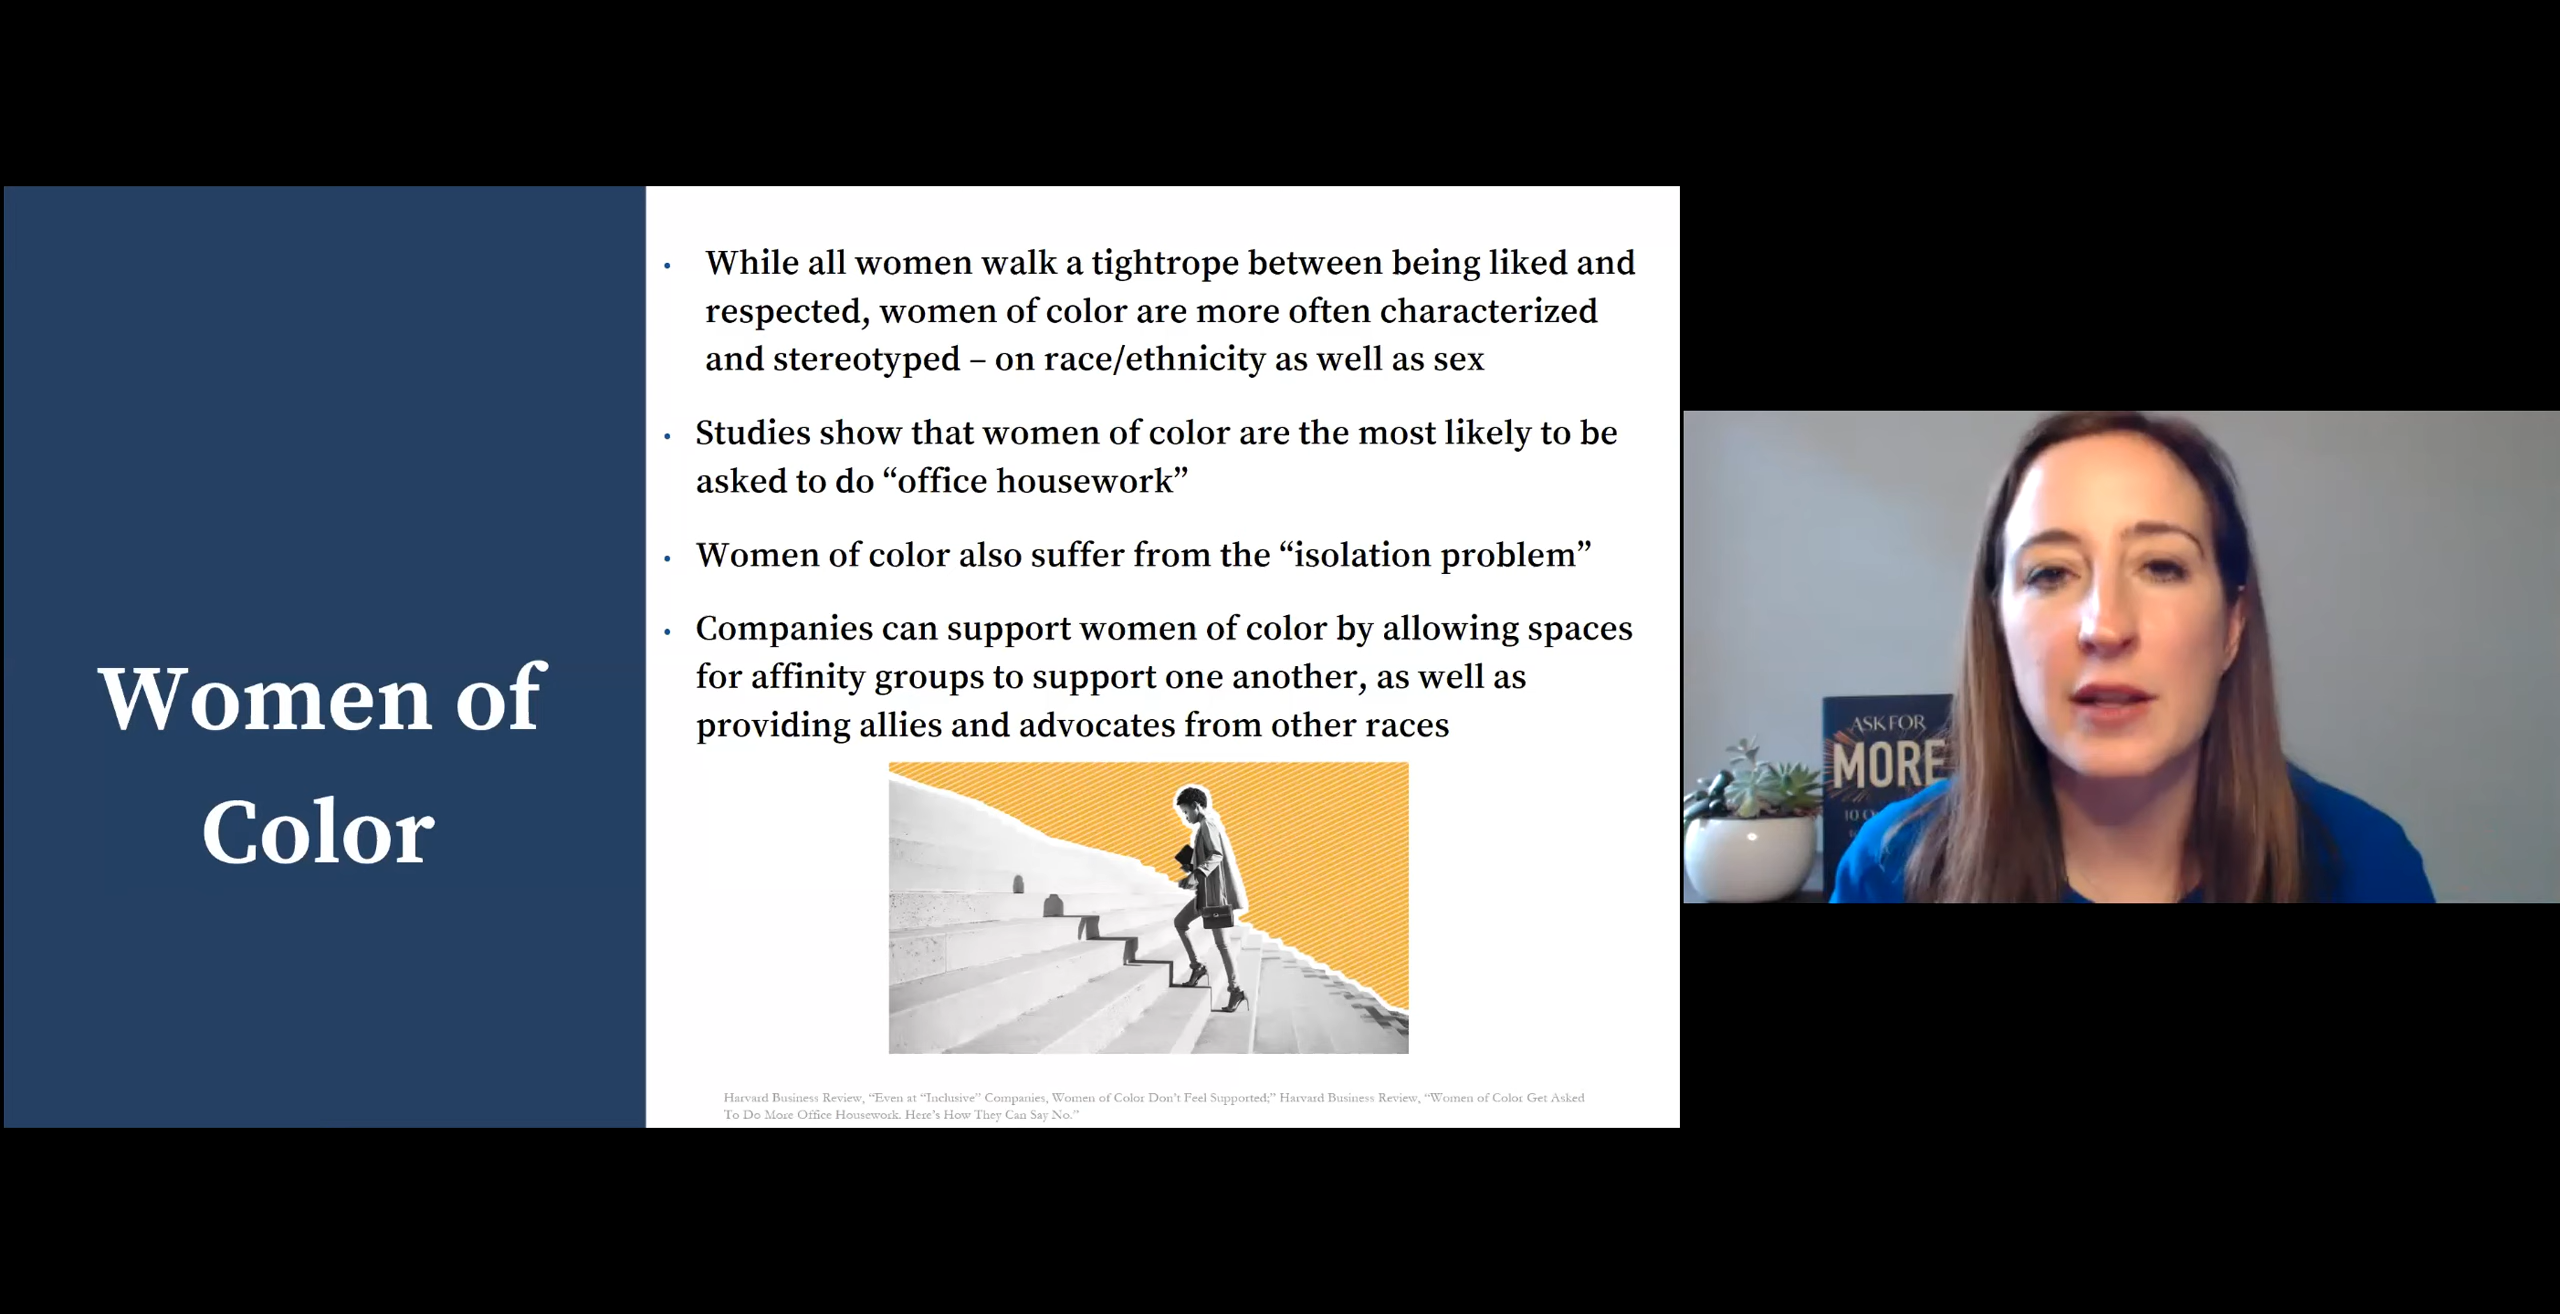 Women of
Color
• While all women walk a tightrope between being liked and
respected, women of color are more often characterized
and stereotyped – on race/ethnicity as well as sex
• Studies show that women of color are the most likely to be
asked to do “office housework”
• Women of color also suffer from the “isolation problem”
• Companies can support women of color by allowing spaces
for affinity groups to support one another, as well as
providing allies and advocates from other races
Harvard Business Review, “Even at “Inclusive” Companies, Women of Color Don’t Feel Supported;” Harvard Business Review, “Women of Color Get Asked
To Do More Office Housework. Here’s How They Can Say No.”
ASK FOR
MORE
10